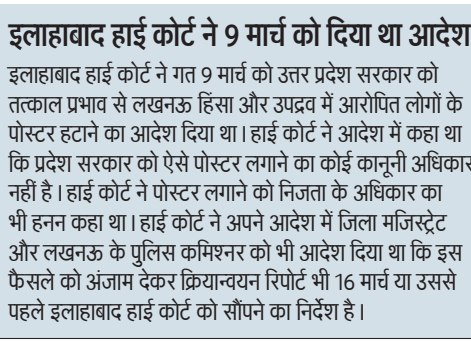 इलाहाबाद हाई कोर्ट ने 9 मार्च को दिया था आदेश
इलाहाबाद हाई कोर्ट ने गत 9 मार्च को उत्तर प्रदेश सरकार को
तत्काल प्रभाव से लखनऊ हिंसा और उपद्रव में आरोपित लोगों के
पोस्टर हटाने का आदेश दिया था। हाई कोर्ट ने आदेश में कहा था
कि प्रदेश सरकार को ऐसे पोस्टर लगाने का कोई कानूनी अधिकार
नहीं है। हाई कोर्ट ने पोस्टर लगाने को निजता के अधिकार का
भी हनन कहा था। हाई कोर्ट ने अपने आदेश में जिला मजिस्ट्रेट
और लखनऊ के पुलिस कमिश्नर को भी आदेश दिया था कि इस
फैसले को अंजाम देकर क्रियान्वयन रिपोर्ट भी 16 मार्च या उससे
पहले इलाहाबाद हाई कोर्ट को सौंपने का निर्देश है।